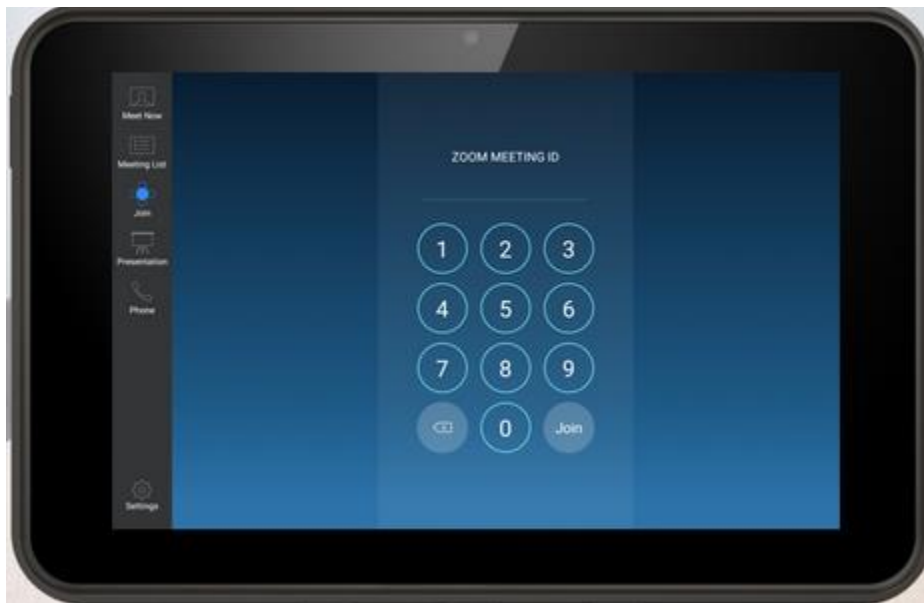 Meet Now
Meeting List
Join
Presentation
Phone
Settings
ZOOM MEETING ID
1 2 3
4 5 6
7 8 9
0 Join